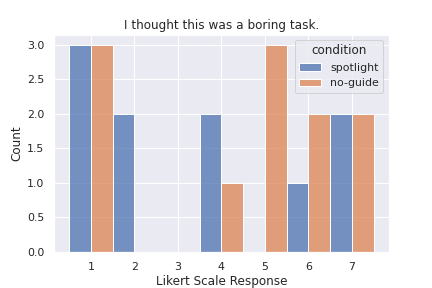 I thought this was a boring task.
condition
spotlight
no-guide
3.0
2.5
2.0
1.5
1.0
0.5
0.0
Count
1 2 3 4 5 6 7
Likert Scale Response